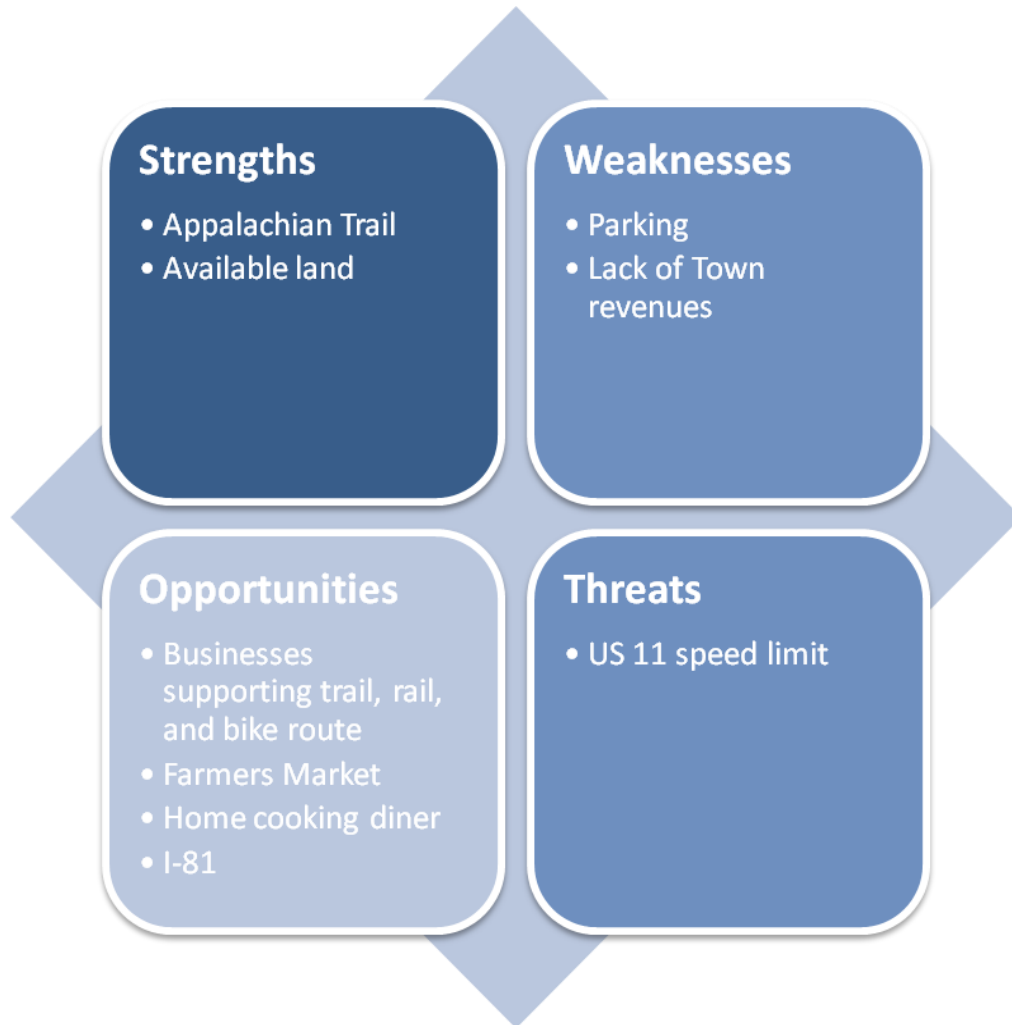 Strengths
• Appalachian Trail
• Available land
Weaknesses
• Parking
• Lack of Town
revenues
Opportunities
• Businesses
supporting trail, rail,
and bike route
• Farmers Market
• Home cooking diner
• I-81
Threats
• US 11 speed limit